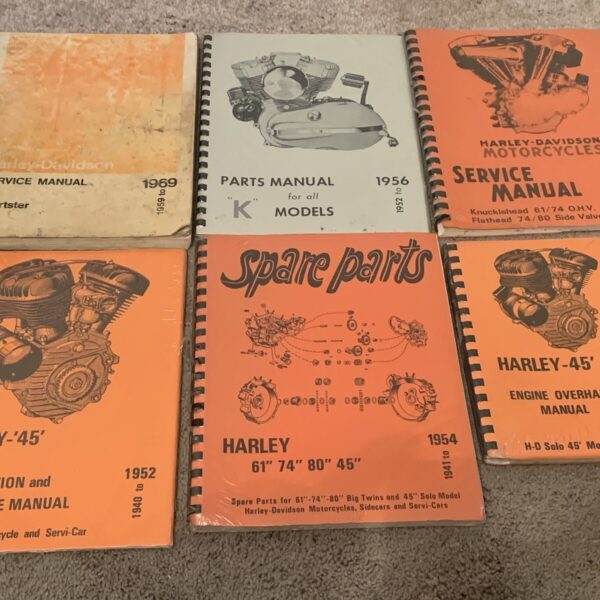 arley-Davidson
RVICE MANUAL 1969
1959 to
rtster
PARTS MANUAL 1956
for all 1952 to
"K" MODELS
HARLEY-DAVIDSON
MOTORCYCLES
SERVICE
MANUAL
Knucklehead 61/74 O.H.V.
Flathead 74/80 Side Valv
Y-'45'
TION and 1952
1940 to
E MANUAL
cycle and Servi-Car
Spare parts
HARLEY 1954
61" 74" 80" 45" 1941 to
Spare Parts for 61"-74"-80" Big Twins and 45" Solo Model
Harley-Davidson Motorcycles, Sidecars and Servi-Cars
HARLEY-45'
ENGINE OVERHA
MANUAL
H-D Solo 45' Mo